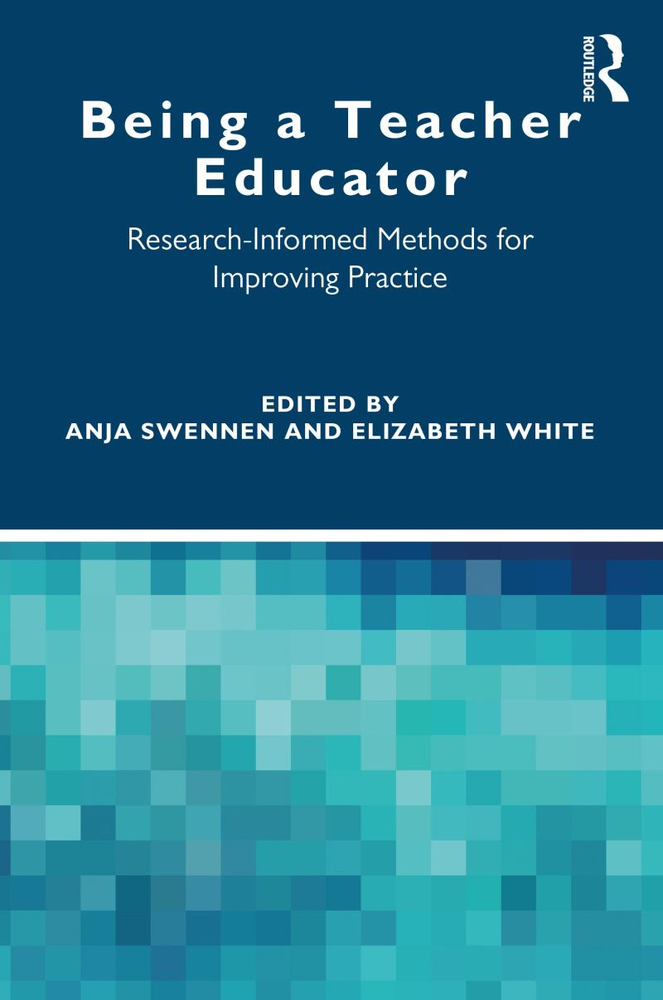 ROUTLEDGE
Being a Teacher
Educator
Research-Informed Methods for
Improving Practice
EDITED BY
ANJA SWENNEN AND ELIZABETH WHITE